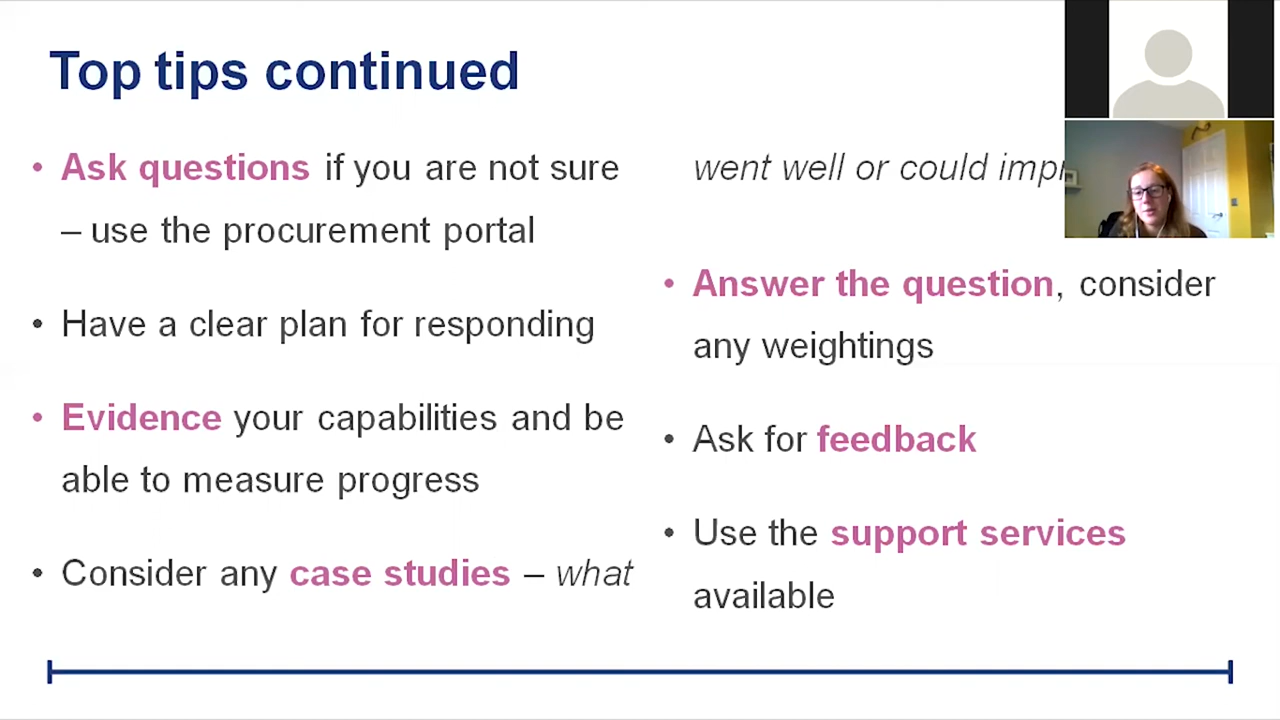 Top tips continued
• Ask questions if you are not sure
– use the procurement portal
• Have a clear plan for responding
• Evidence your capabilities and be
able to measure progress
• Consider any case studies – what
went well or could
• Answer the question, consider
any weightings
• Ask for feedback
• Use the support services
available